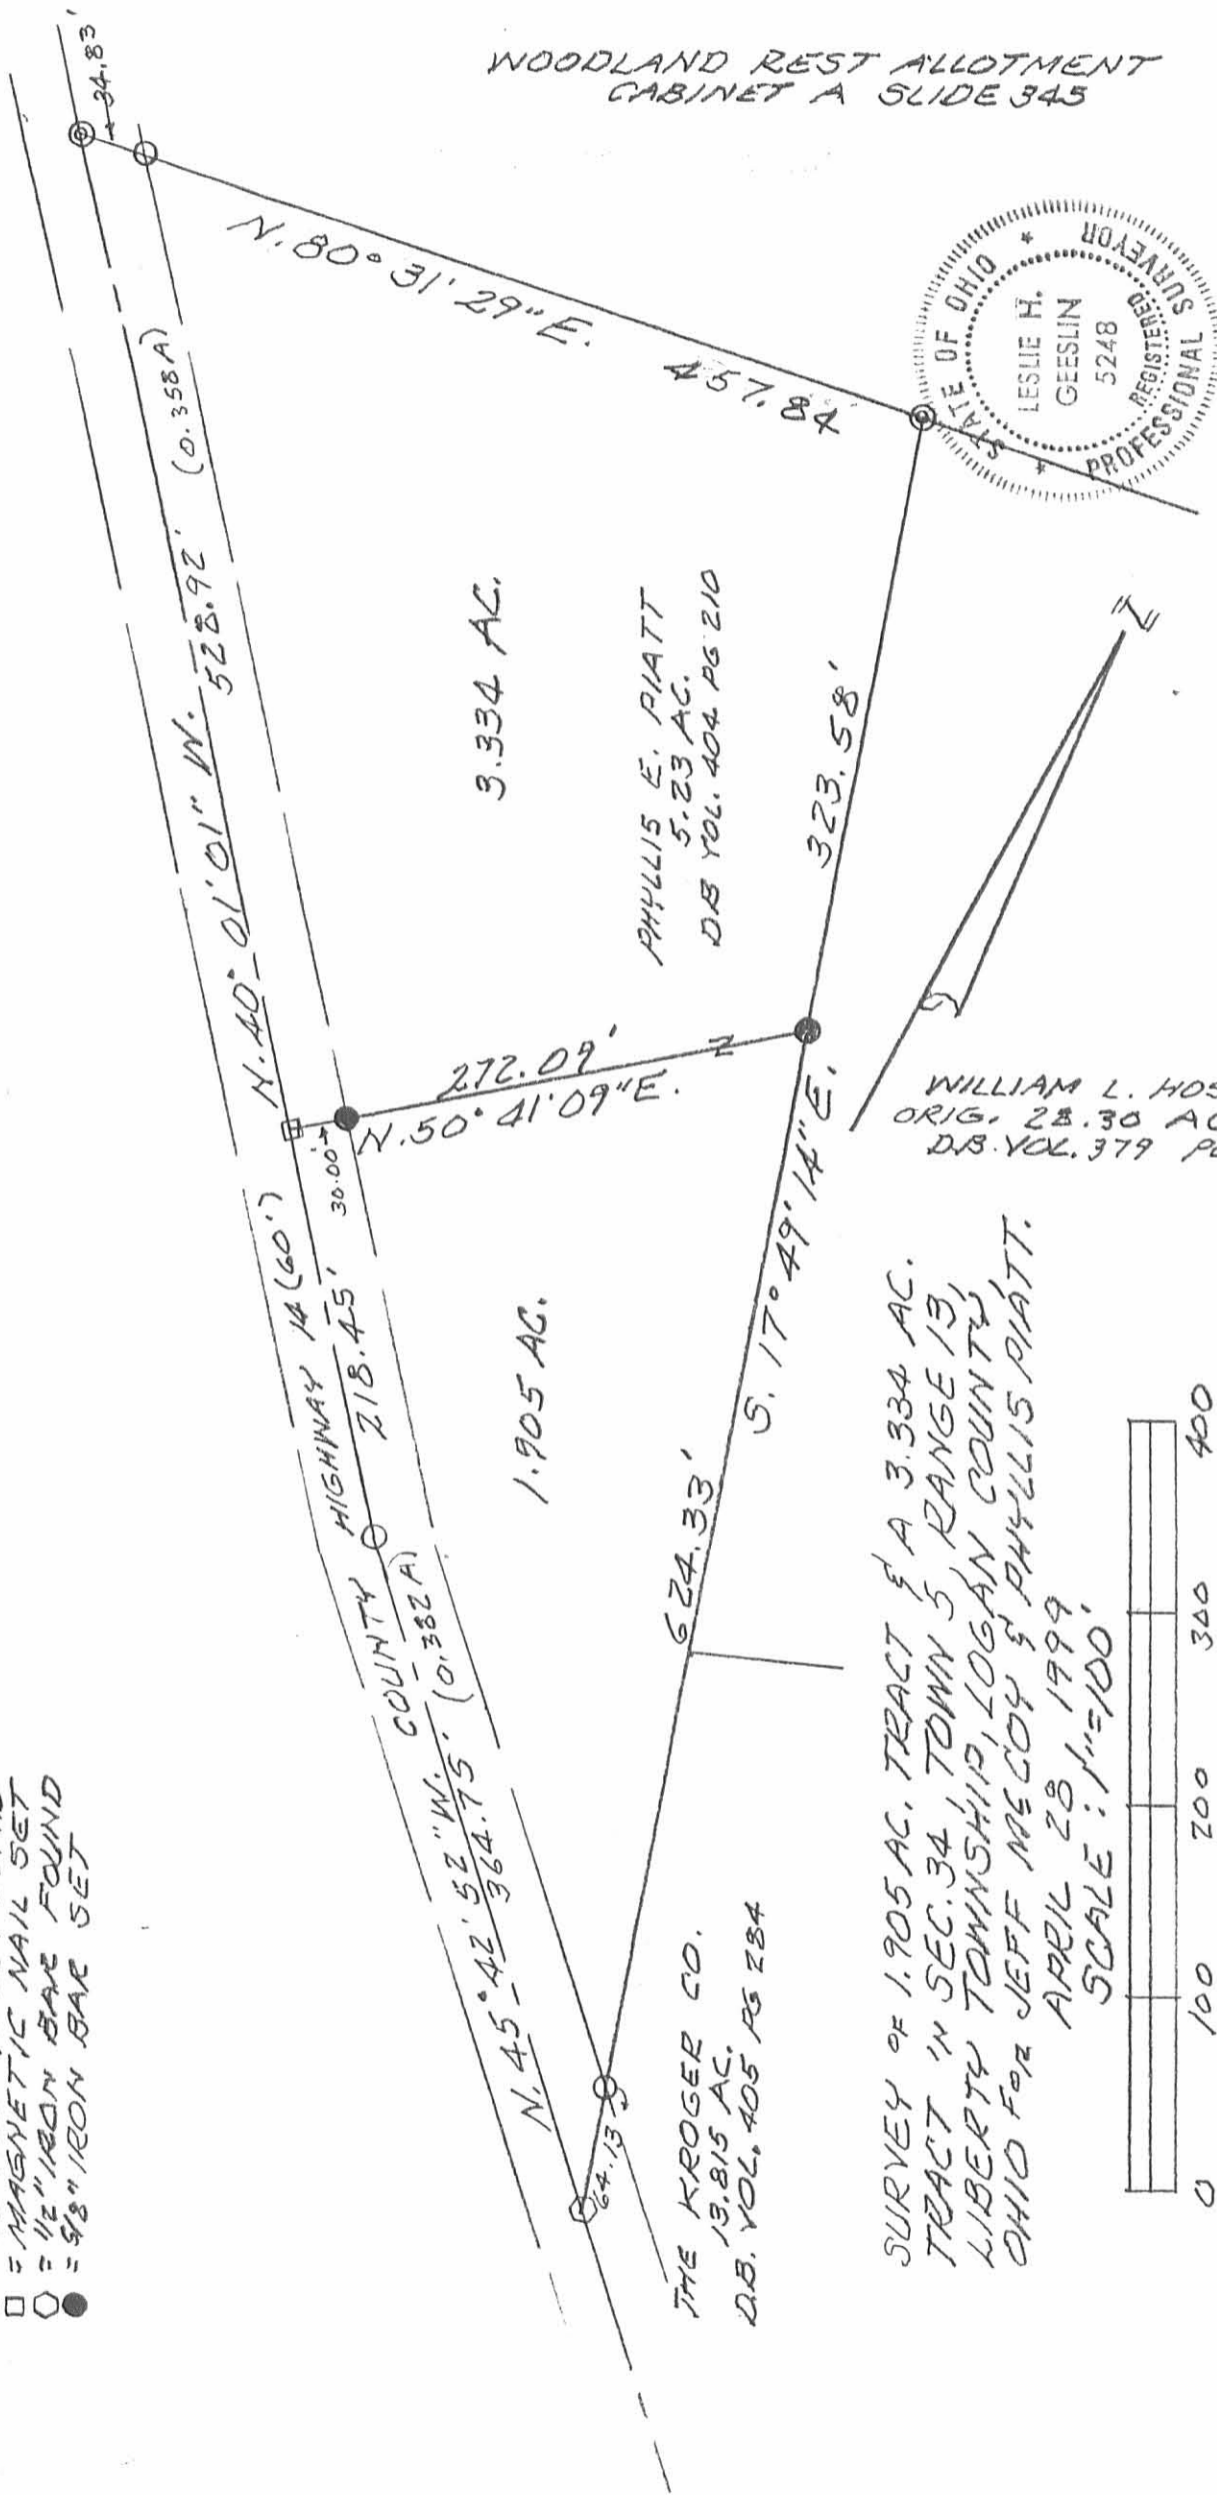 □ = MAGNETIC NAIL SET
= 1/2" IRON BAR FOUND
● = 5/8" IRON BAR SET
WOODLAND REST ALLOTMENT
CABINET A SLIDE 345
34.83'
N. 80° 31' 29" E.
457.84'
N. 40° 01' 01" W. 528.92' (0.358 A)
3.334 AC.
PHYLLIS E. PIATT
5.23 AC.
DB VOL. 404 PG 210
323.58'
272.09'
N. 50° 41' 09" E.
30.00'
COUNTY HIGHWAY 14 (60')
218.45'
(0.382 A)
N. 45° 42' 52" W.
364.75'
1.905 AC.
624.33'
S. 17° 49' 14" E.
64.13
THE KROGER CO.
13.815 AC.
D.B. VOL. 405 PG 284
WILLIAM L.
ORIG. 28.30
D.B. VOL. 379
SURVEY OF 1.905 AC. TRACT & A 3.334 AC.
TRACT IN SEC. 34, TOWN 5, RANGE 13,
LIBERTY TOWNSHIP, LOGAN COUNTY,
OHIO FOR JEFF McCOY & PHYLLIS PIATT.
APRIL 28, 1999.
SCALE : 1"=100'
0 100 200 300 400
STATE OF OHIO
LESLIE H.
GEESLIN
5248
REGISTERED
PROFESSIONAL SURVEYOR